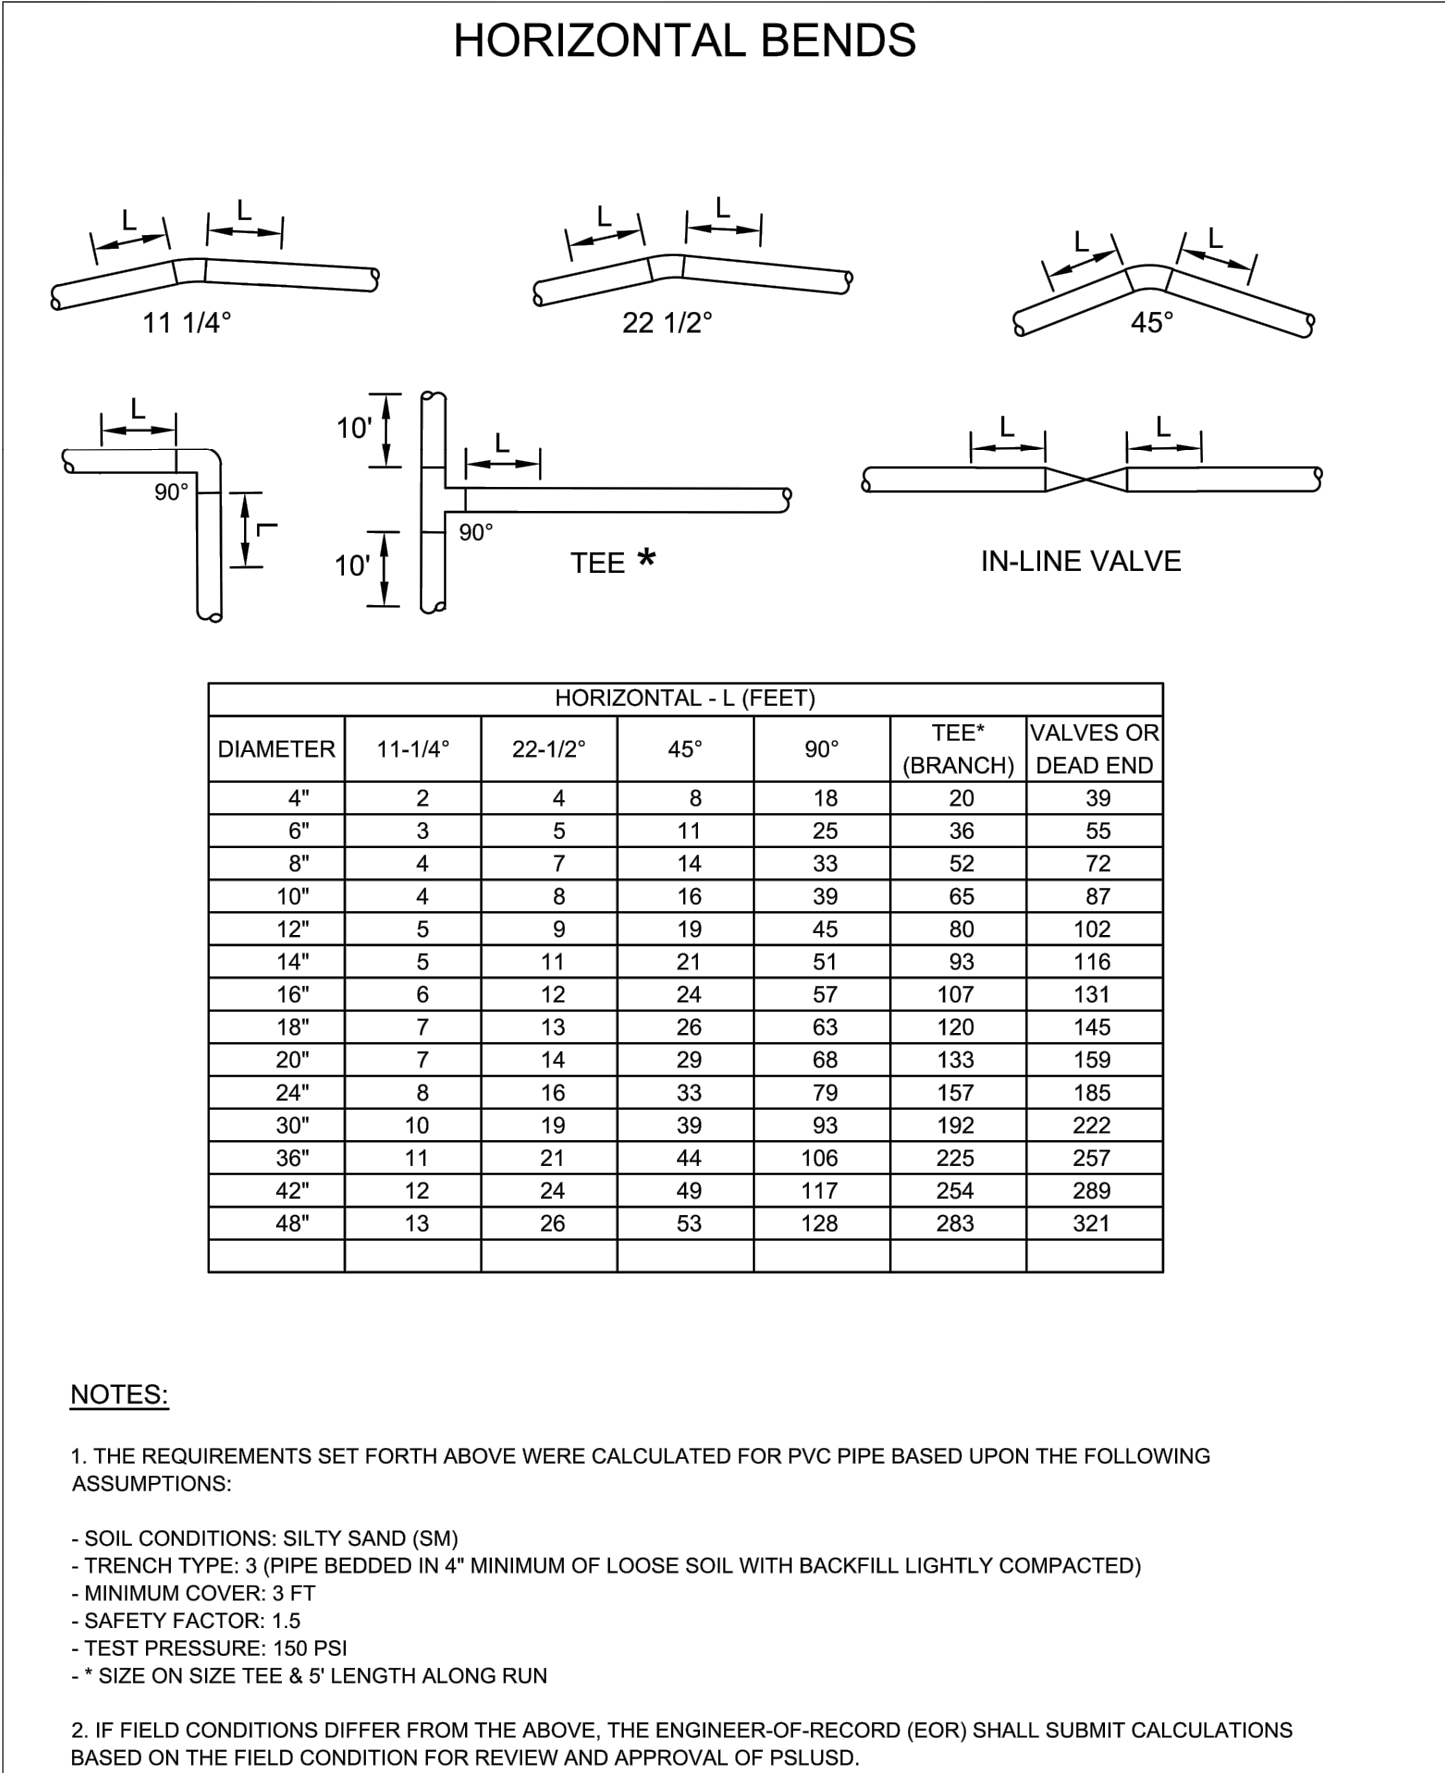 HORIZONTAL BENDS
L L
11 1/4°
L L
22 1/2°
L L
45°
L
90°
L
10'
L
90°
10'
TEE *
L L
IN-LINE VALVE
HORIZONTAL - L (FEET)
DIAMETER 11-1/4° 22-1/2° 45° 90° TEE* (BRANCH) VALVES OR DEAD END
4" 2 4 8 18 20 39
6" 3 5 11 25 36 55
8" 4 7 14 33 52 72
10" 4 8 16 39 65 87
12" 5 9 19 45 80 102
14" 5 11 21 51 93 116
16" 6 12 24 57 107 131
18" 7 13 26 63 120 145
20" 7 14 29 68 133 159
24" 8 16 33 79 157 185
30" 10 19 39 93 192 222
36" 11 21 44 106 225 257
42" 12 24 49 117 254 289
48" 13 26 53 128 283 321
NOTES:
1. THE REQUIREMENTS SET FORTH ABOVE WERE CALCULATED FOR PVC PIPE BASED UPON THE FOLLOWING
ASSUMPTIONS:
- SOIL CONDITIONS: SILTY SAND (SM)
- TRENCH TYPE: 3 (PIPE BEDDED IN 4" MINIMUM OF LOOSE SOIL WITH BACKFILL LIGHTLY COMPACTED)
- MINIMUM COVER: 3 FT
- SAFETY FACTOR: 1.5
- TEST PRESSURE: 150 PSI
- * SIZE ON SIZE TEE & 5' LENGTH ALONG RUN
2. IF FIELD CONDITIONS DIFFER FROM THE ABOVE, THE ENGINEER-OF-RECORD (EOR) SHALL SUBMIT CALCULATIONS
BASED ON THE FIELD CONDITION FOR REVIEW AND APPROVAL OF PSLUSD.